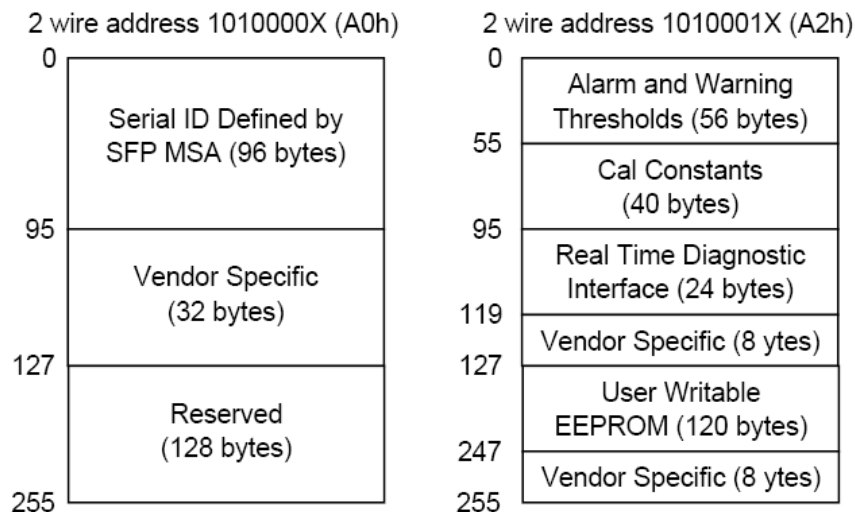 2 wire address 1010000X (A0h)
0
Serial ID Defined by
SFP MSA (96 bytes)
95
Vendor Specific
(32 bytes)
127
Reserved
(128 bytes)
255
2 wire address 1010001X (A2h)
0
Alarm and Warning
Thresholds (56 bytes)
55
Cal Constants
(40 bytes)
95
Real Time Diagnostic
Interface (24 bytes)
119
Vendor Specific (8 ytes)
127
User Writable
EEPROM (120 bytes)
247
Vendor Specific (8 ytes)
255